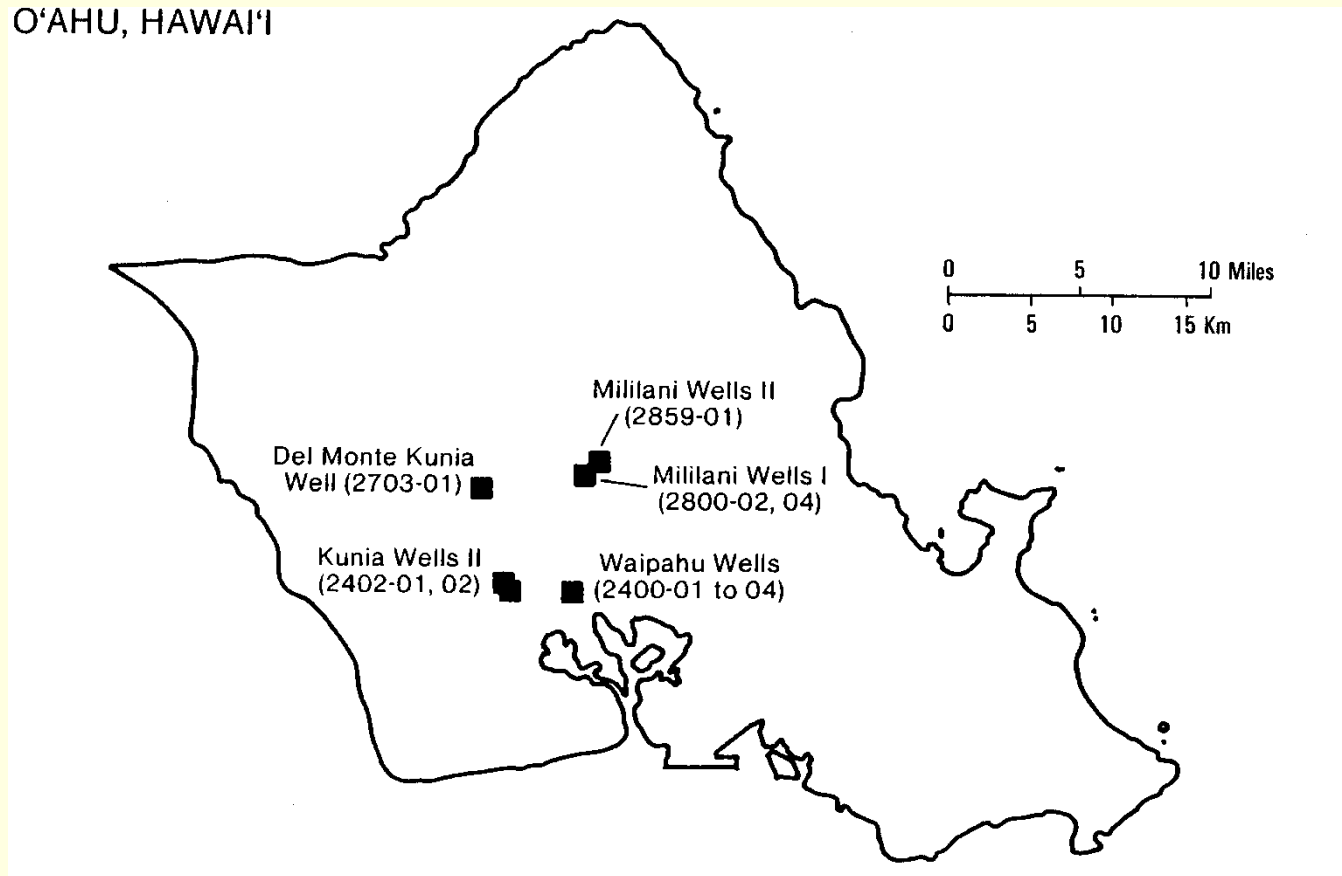 O'AHU, HAWAI'I
0 5 10 Miles
0 5 10 15 Km
Mililani Wells II
(2859-01)
Del Monte Kunia
Well (2703-01)
Mililani Wells I
(2800-02, 04)
Kunia Wells II
(2402-01, 02)
Waipahu Wells
(2400-01 to 04)